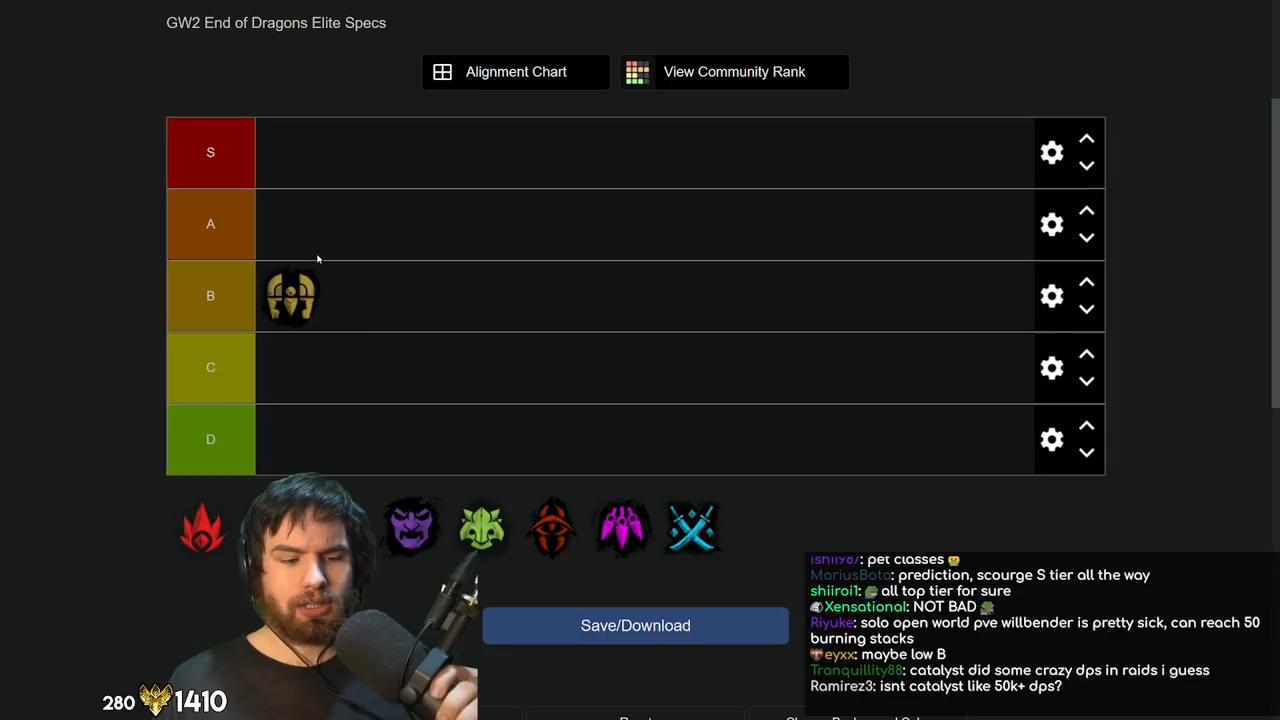 GW2 End of Dragons Elite Specs
Alignment Chart
View Community Rank
S
A
B
C
D
Save/Download
ishii987: pet classes
MariusBota: prediction, scourge S tier all the way
shiiroi1: all top tier for sure
Xensational: NOT BAD
Riyuke: solo open world pve willbender is pretty sick, can reach 50
burning stacks
eyxx: maybe low B
Tranquillity88: catalyst did some crazy dps in raids i guess
Ramirez3: isnt catalyst like 50k+ dps?
280 1410